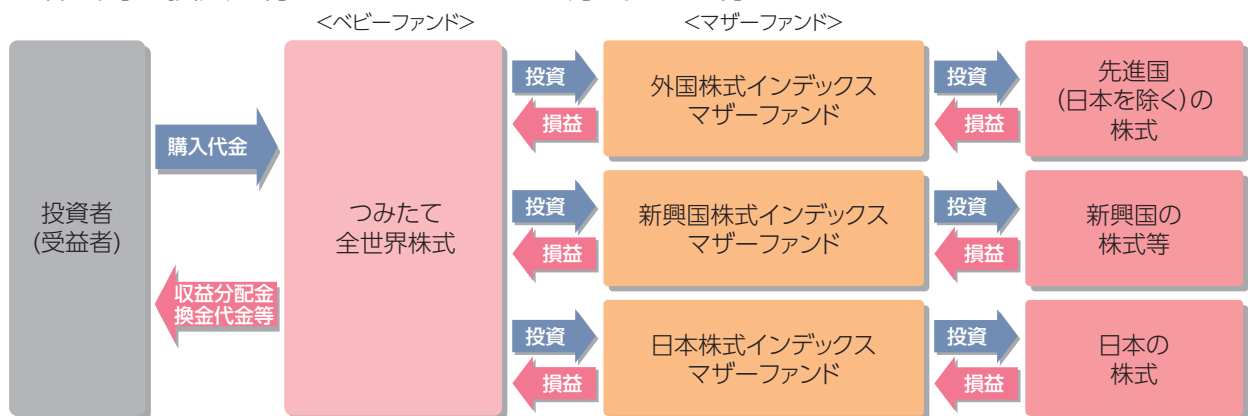 <ベビーファンド>
<マザーファンド>
投資者
(受益者)
購入代金
収益分配金
換金代金等
つみたて
全世界株式
投資
損益
外国株式インデックス
マザーファンド
投資
損益
先進国
(日本を除く)の
株式
投資
損益
新興国株式インデックス
マザーファンド
投資
損益
新興国の
株式等
投資
損益
日本株式インデックス
マザーファンド
投資
損益
日本の
株式